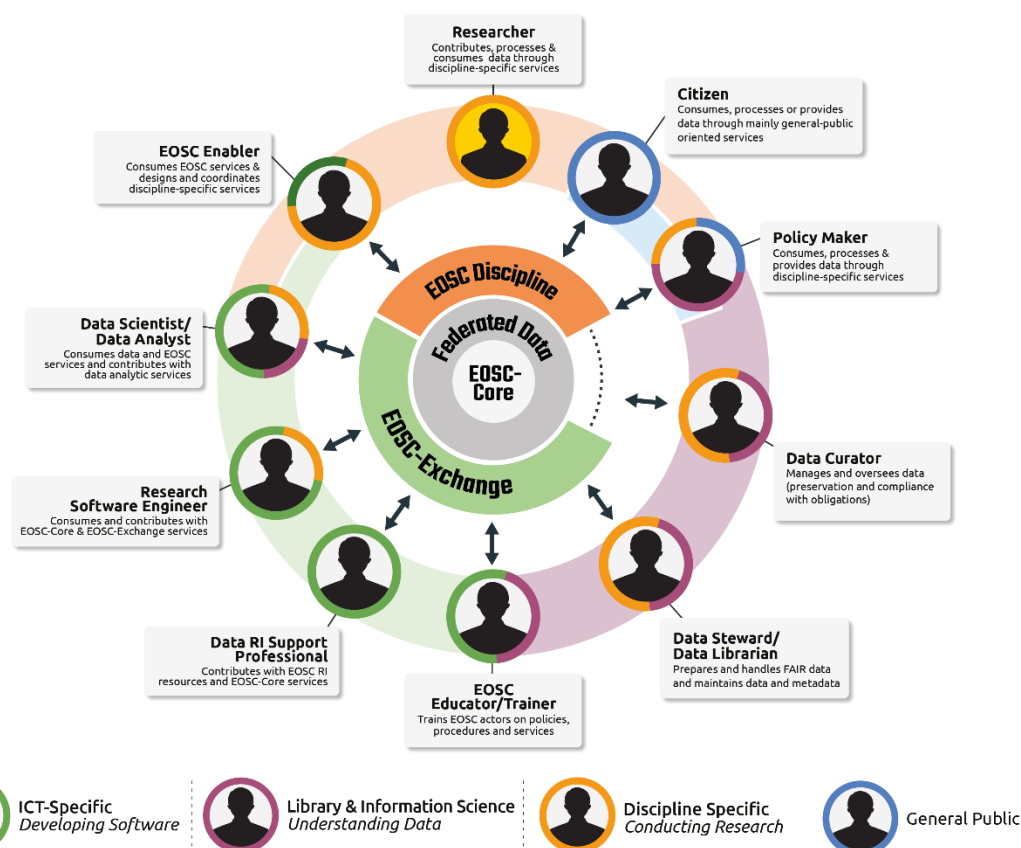 Researcher
Contributes, processes &
consumes data through
discipline-specific services
Citizen
Consumes, processes or provides
data through mainly general-public
oriented services
EOSC Enabler
Consumes EOSC services &
designs and coordinates
discipline-specific services
Policy Maker
Consumes, processes &
provides data through
discipline-specific services
EOSC Discipline
Federated Data
EOSC-
Core
EOSC-Exchange
Data Scientist/
Data Analyst
Consumes data and EOSC
services and contributes with
data analytic services
Data Curator
Manages and oversees data
(preservation and compliance
with obligations)
Research
Software Engineer
Consumes and contributes with
EOSC-Core & EOSC-Exchange services
Data RI Support
Professional
Contributes with EOSC RI
resources and EOSC-Core services
EOSC
Educator/Trainer
Trains EOSC actors on policies,
procedures and services
Data Steward/
Data Librarian
Prepares and handles FAIR data
and maintains data and metadata
ICT-Specific
Developing Software
Library & Information Science
Understanding Data
Discipline Specific
Conducting Research
General Public